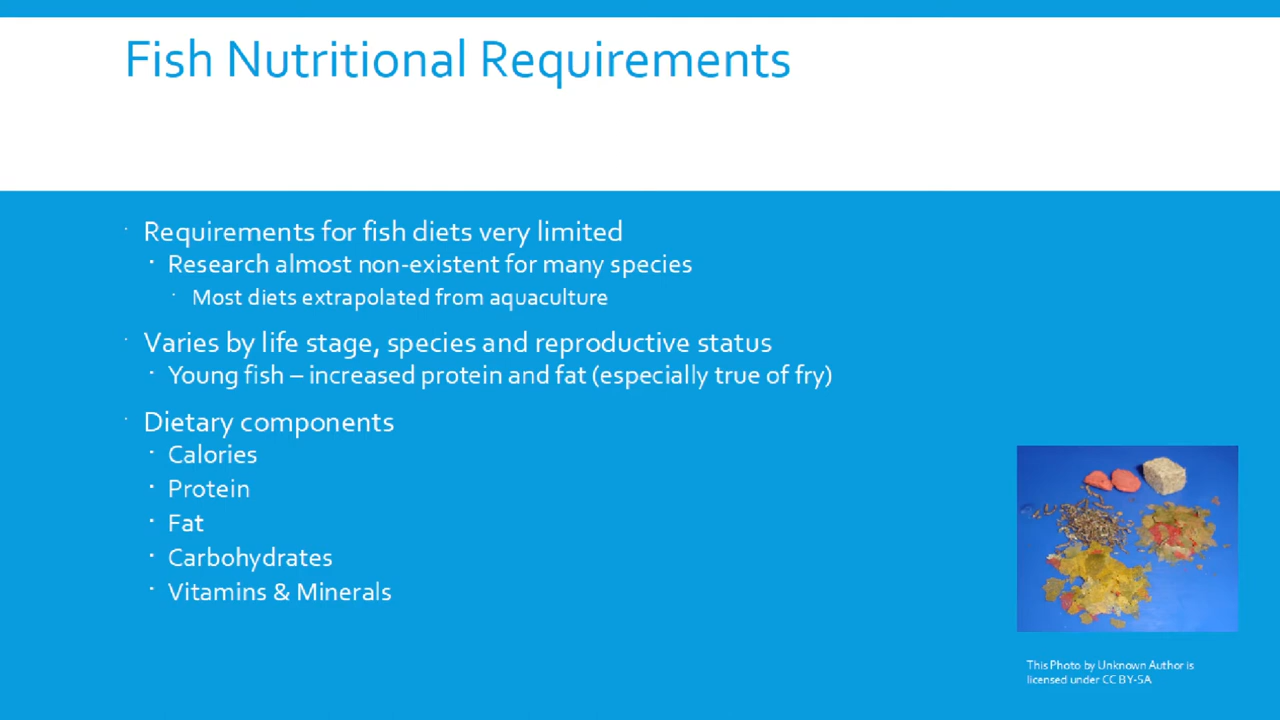 Fish Nutritional Requirements
Requirements for fish diets very limited
Research almost non-existent for many species
Most diets extrapolated from aquaculture
Varies by life stage, species and reproductive status
Young fish – increased protein and fat (especially true of fry)
Dietary components
Calories
Protein
Fat
Carbohydrates
Vitamins & Minerals
This Photo by Unknown Author is
licensed under CC BY-SA